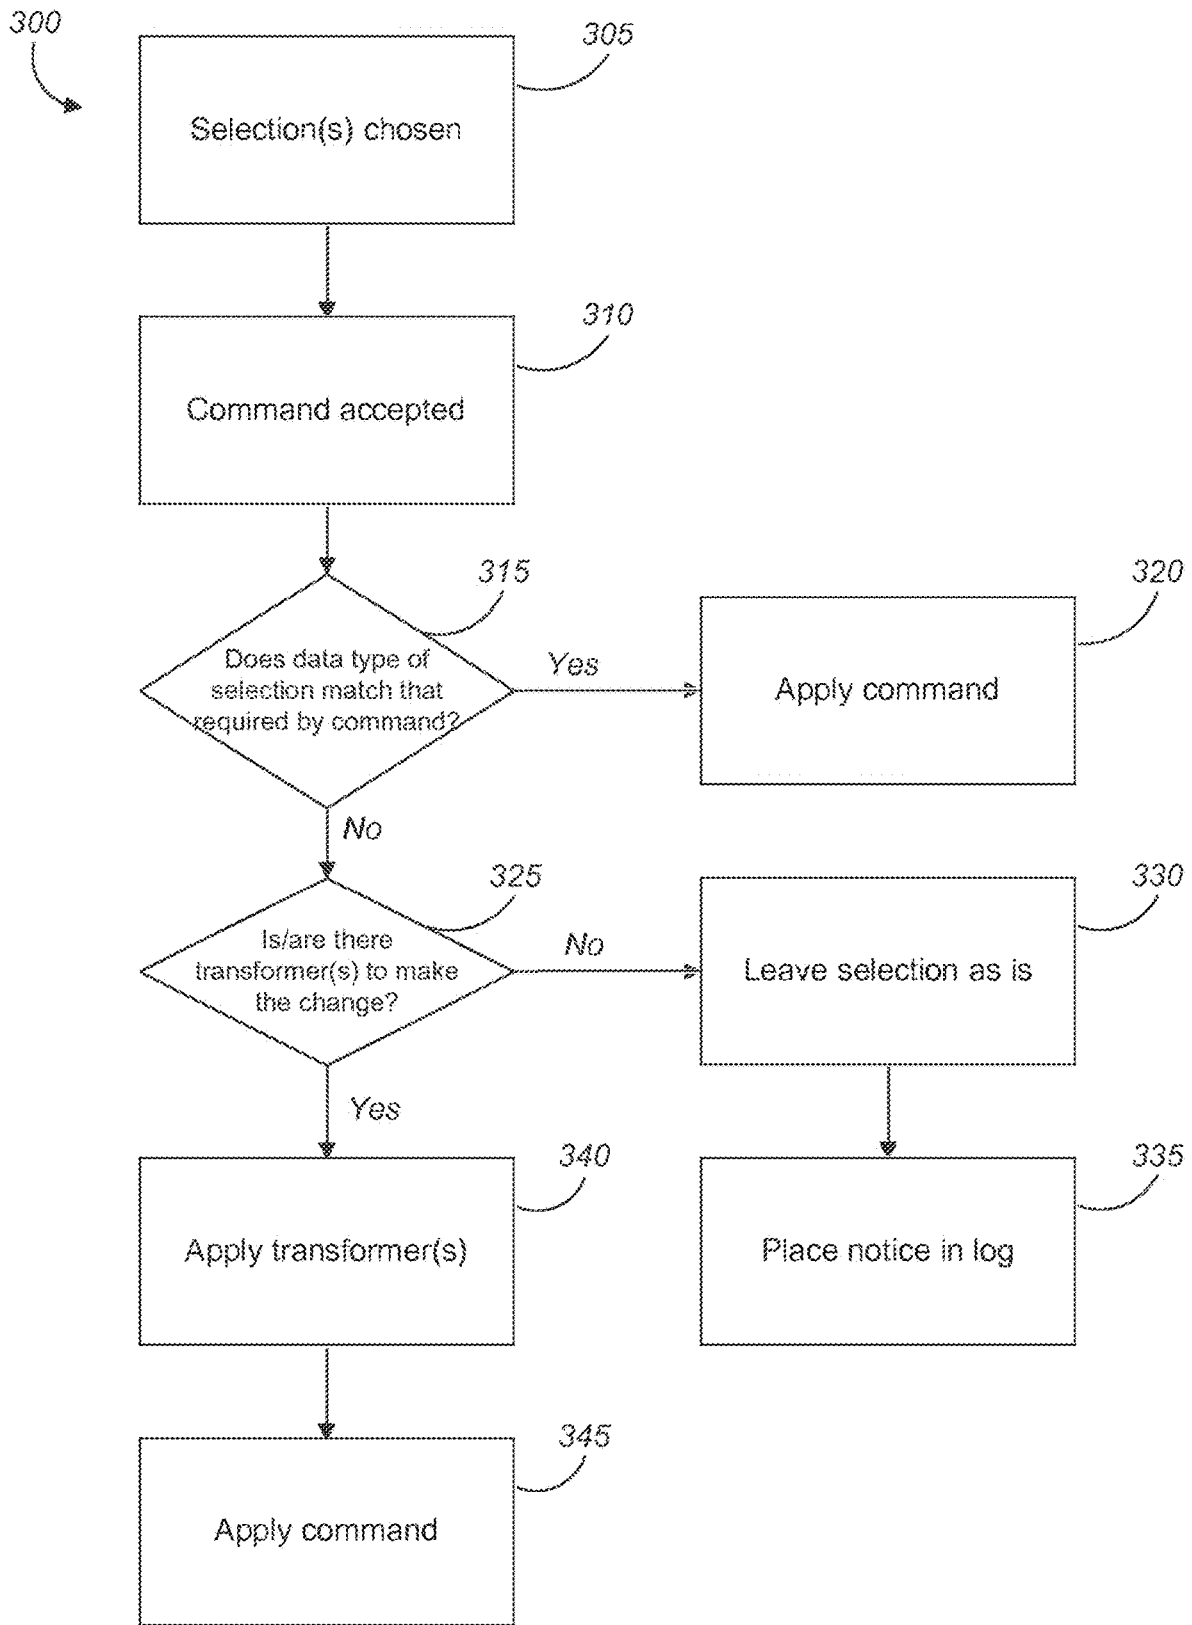 300
305
Selection(s) chosen
310
Command accepted
315
Does data type of
selection match that
required by command?
Yes
320
Apply command
No
325
Is/are there
transformer(s) to make
the change?
No
330
Leave selection as is
Yes
340
Apply transformer(s)
335
Place notice in log
345
Apply command